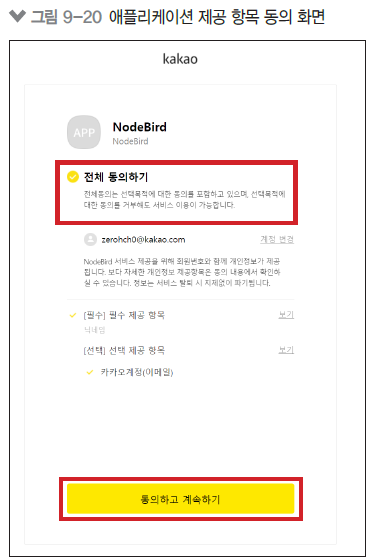 그림 9-20 애플리케이션 제공 항목 동의 화면
kakao
APP
NodeBird
NodeBird
전체 동의하기
전체동의는 선택목적에 대한 동의를 포함하고 있으며, 선택목적에
대한 동의를 거부해도 서비스 이용이 가능합니다.
zerohch0@kakao.com 계정 변경
NodeBird 서비스 제공을 위해 회원번호와 함께 개인정보가 제공
됩니다. 보다 자세한 개인정보 제공항목은 동의 내용에서 확인하
실 수 있습니다. 정보는 서비스 탈퇴 시 지체없이 파기됩니다.
[필수] 필수 제공 항목 보기
닉네임
[선택] 선택 제공 항목 보기
카카오계정(이메일)
동의하고 계속하기